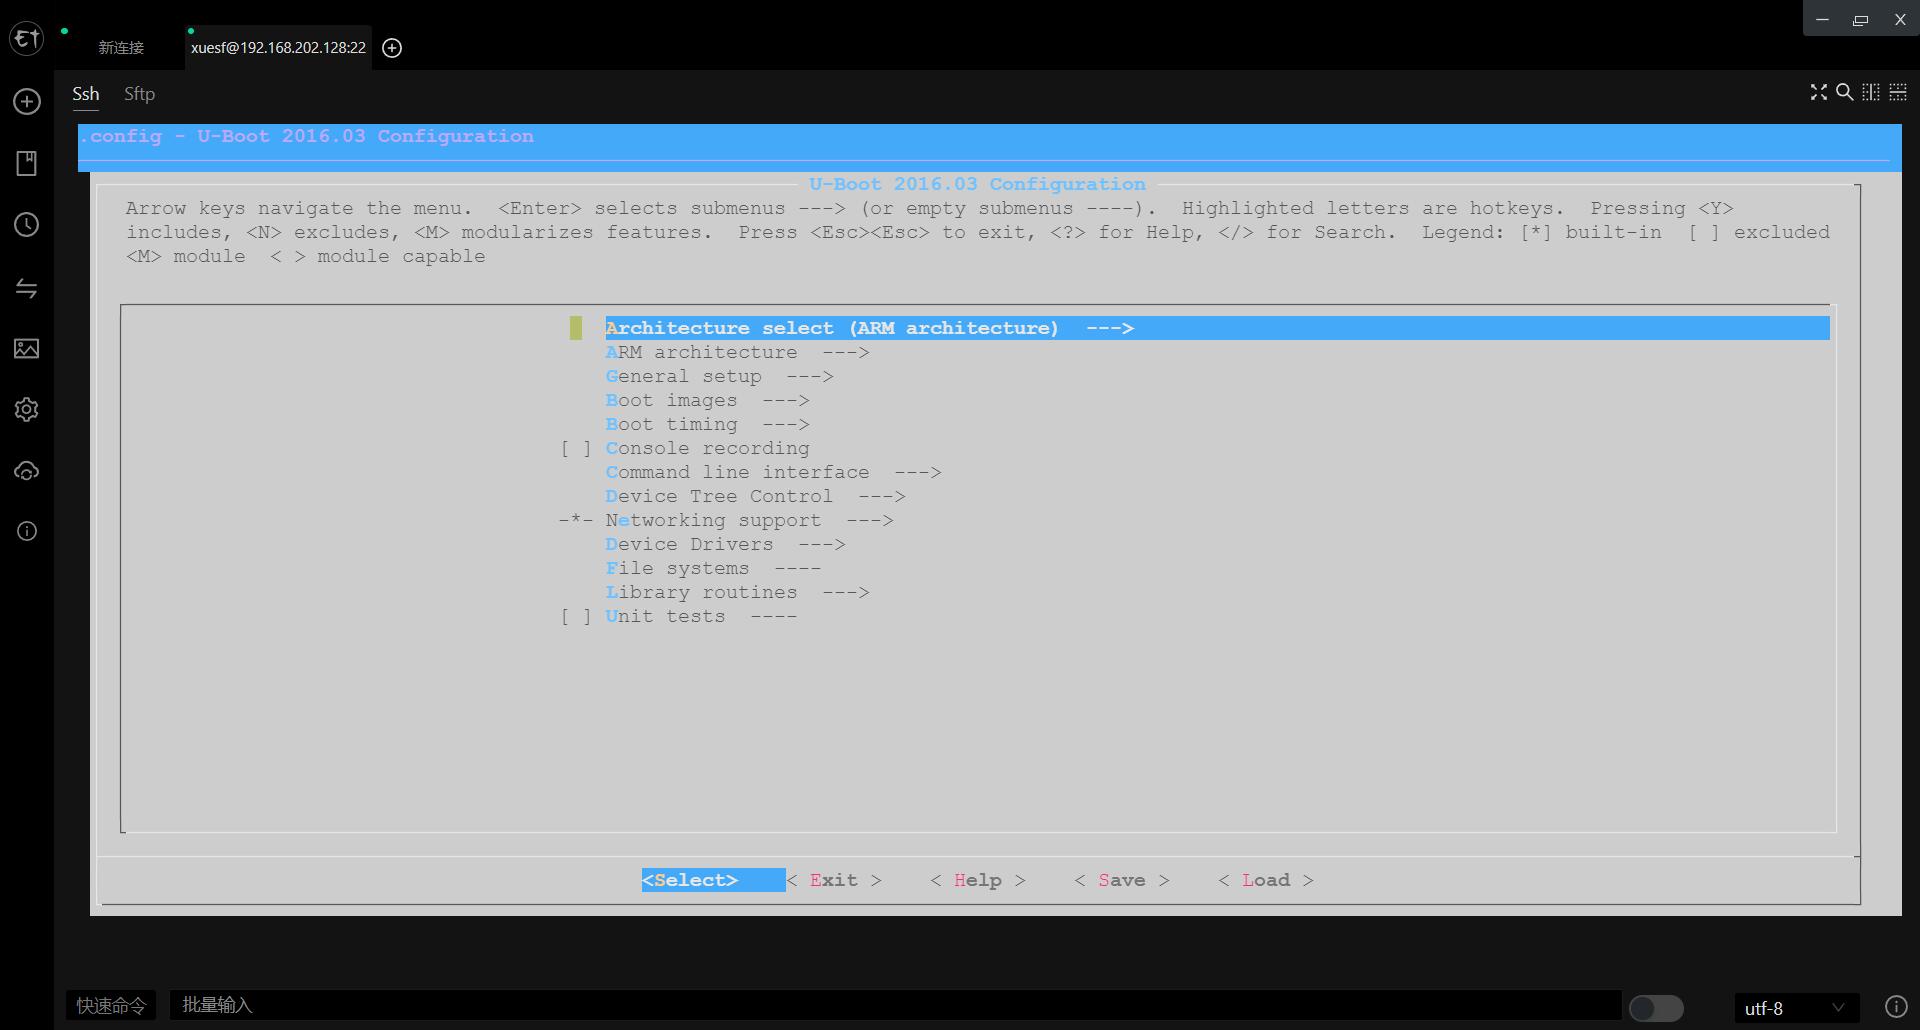 新连接
xuesf@192.168.202.128:22
Ssh Sftp
.config - U-Boot 2016.03 Configuration
U-Boot 2016.03 Configuration
Arrow keys navigate the menu.  <Enter> selects submenus ---> (or empty submenus ----).  Highlighted letters are hotkeys.  Pressing <Y>
includes, <N> excludes, <M> modularizes features.  Press <Esc><Esc> to exit, <?> for Help, </> for Search.  Legend: [*] built-in  [ ] excluded
<M> module  < > module capable
Architecture select (ARM architecture)  --->
ARM architecture  --->
General setup  --->
Boot images  --->
Boot timing  --->
[ ] Console recording
Command line interface  --->
Device Tree Control  --->
-*- Networking support  --->
Device Drivers  --->
File systems  ----
Library routines  --->
[ ] Unit tests  ----
<Select>    < Exit >    < Help >    < Save >    < Load >
快速命令 批量输入 utf-8